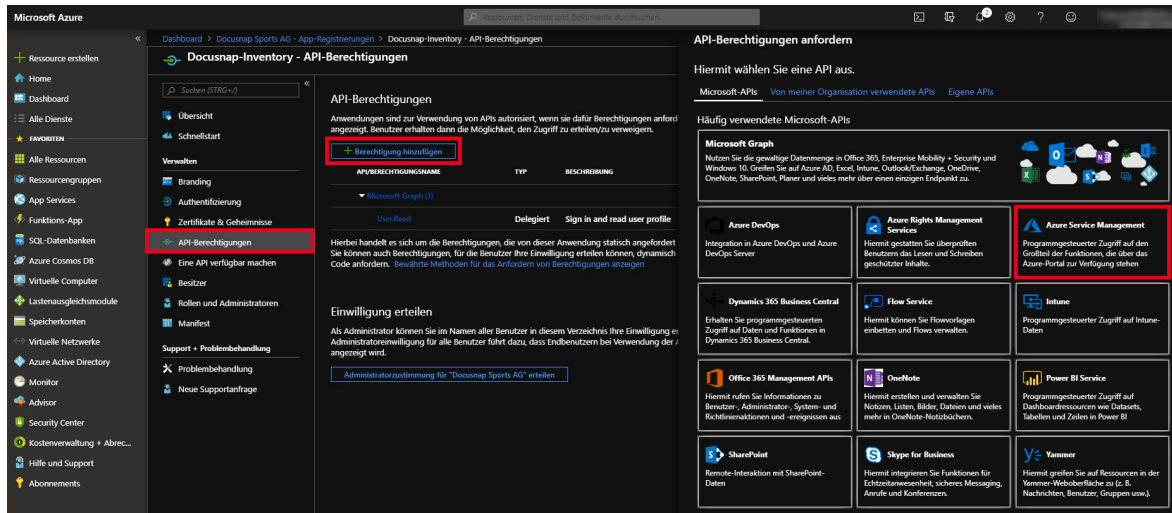 Microsoft Azure
Ressourcen, Dienste und Dokumente durchsuchen
2
?
«
Ressource erstellen
Home
Dashboard
Alle Dienste
FAVORITEN
Alle Ressourcen
Ressourcengruppen
App Services
Funktions-App
SQL-Datenbanken
Azure Cosmos DB
Virtuelle Computer
Lastenausgleichsmodule
Speicherkonten
Virtuelle Netzwerke
Azure Active Directory
Monitor
Advisor
Security Center
Kostenverwaltung + Abrec...
Hilfe und Support
Abonnements
Dashboard > Docusnap Sports AG - App-Registrierungen > Docusnap-Inventory - API-Berechtigungen
Docusnap-Inventory - API-Berechtigungen
Suchen (STRG+/)
«
Übersicht
Schnellstart
Verwalten
Branding
Authentifizierung
Zertifikate & Geheimnisse
API-Berechtigungen
Eine API verfügbar machen
Besitzer
Rollen und Administratoren
Manifest
Support + Problembehandlung
Problembehandlung
Neue Supportanfrage
API-Berechtigungen
Anwendungen sind zur Verwendung von APIs autorisiert, wenn sie dafür Berechtigungen anford
angezeigt. Benutzer erhalten dann die Möglichkeit, den Zugriff zu erteilen/zu verweigern.
+ Berechtigung hinzufügen
API/BERECHTIGUNGSNAME TYP BESCHREIBUNG
Microsoft Graph (1)
User.Read Delegiert Sign in and read user profile
Hierbei handelt es sich um die Berechtigungen, die von dieser Anwendung statisch angefordert
Sie können auch Berechtigungen, für die Benutzer Ihre Einwilligung erteilen können, dynamisch
Code anfordern. Bewährte Methoden für das Anfordern von Berechtigungen anzeigen
Einwilligung erteilen
Als Administrator können Sie im Namen aller Benutzer in diesem Verzeichnis Ihre Einwilligung e
Administratoreinwilligung für alle Benutzer führt dazu, dass Endbenutzern bei Verwendung der
angezeigt wird.
Administratorzustimmung für "Docusnap Sports AG" erteilen
API-Berechtigungen anfordern
Hiermit wählen Sie eine API aus.
Microsoft-APIs Von meiner Organisation verwendete APIs Eigene APIs
Häufig verwendete Microsoft-APIs
Microsoft Graph
Nutzen Sie die gewaltige Datenmenge in Office 365, Enterprise Mobility + Security und
Windows 10. Greifen Sie auf Azure AD, Excel, Intune, Outlook/Exchange, OneDrive,
OneNote, SharePoint, Planer und vieles mehr über einen einzigen Endpunkt zu.
Azure DevOps
Integration in Azure DevOps und Azure
DevOps Server
Azure Rights Management
Services
Hiermit gestatten Sie überprüften
Benutzern das Lesen und Schreiben
geschützter Inhalte.
Azure Service Management
Programmgesteuerter Zugriff auf den
Großteil der Funktionen, die über das
Azure-Portal zur Verfügung stehen
Dynamics 365 Business Central
Erhalten Sie programmgesteuerten
Zugriff auf Daten und Funktionen in
Dynamics 365 Business Central.
Flow Service
Hiermit können Sie Flowvorlagen
einbetten und Flows verwalten.
Intune
Programmgesteuerter Zugriff auf Intune-
Daten
Office 365 Management APIs
Hiermit rufen Sie Informationen zu
Benutzer-, Administrator-, System- und
Richtlinienaktionen und -ereignissen aus
OneNote
Hiermit erstellen und verwalten Sie
Notizen, Listen, Bilder, Dateien und vieles
mehr in OneNote-Notizbüchern.
Power BI Service
Programmgesteuerter Zugriff auf
Dashboardressourcen wie Datasets,
Tabellen und Zeilen in Power BI
SharePoint
Remote-Interaktion mit SharePoint-
Daten
Skype for Business
Hiermit integrieren Sie Funktionen für
Echtzeitanwesenheit, sicheres Messaging,
Anrufe und Konferenzen.
Yammer
Hiermit greifen Sie auf Ressourcen in der
Yammer-Weboberfläche zu (z. B.
Nachrichten, Benutzer, Gruppen usw.).